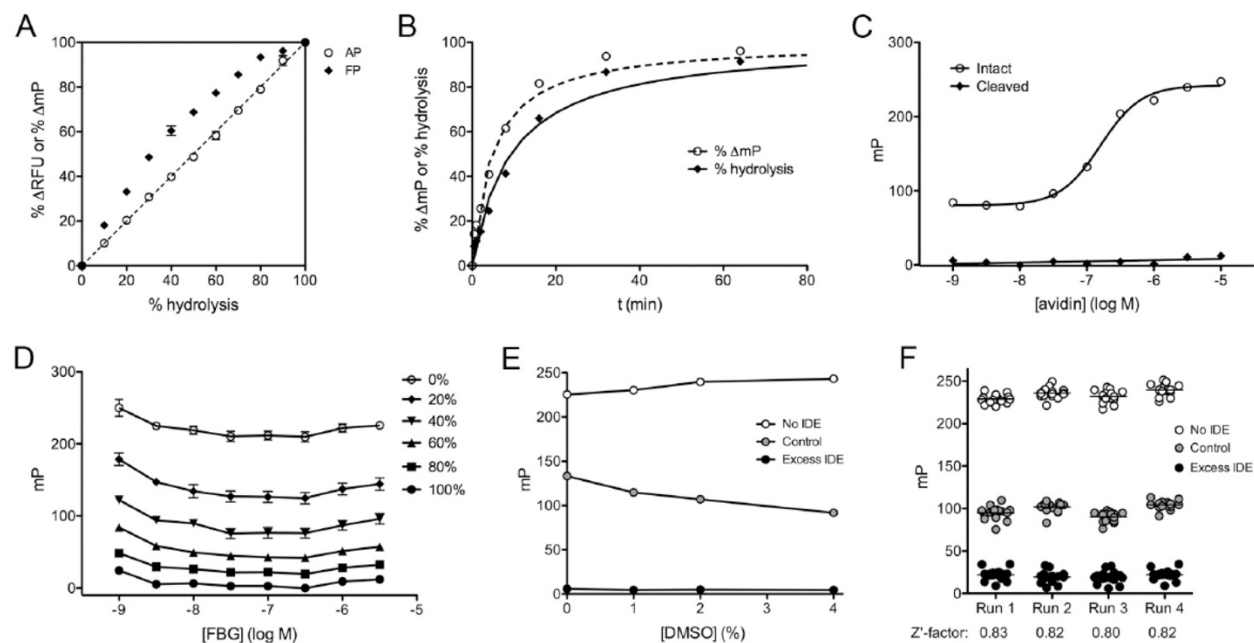 A
100
80
60
40
20
0
0 20 40 60 80 100
% ΔRFU or % ΔmP
% hydrolysis
AP
FP
B
100
80
60
40
20
0
0 20 40 60 80
% ΔmP or % hydrolysis
t (min)
% ΔmP
% hydrolysis
C
300
200
100
0
-9 -8 -7 -6 -5
mP
[avidin] (log M)
Intact
Cleaved
D
300
200
100
0
-9 -8 -7 -6 -5
mP
[FBG] (log M)
0%
20%
40%
60%
80%
100%
E
250
200
150
100
50
0
0 1 2 3 4
mP
[DMSO] (%)
No IDE
Control
Excess IDE
F
250
200
150
100
50
0
mP
No IDE
Control
Excess IDE
Run 1 Run 2 Run 3 Run 4
Z'-factor: 0.83 0.82 0.80 0.82